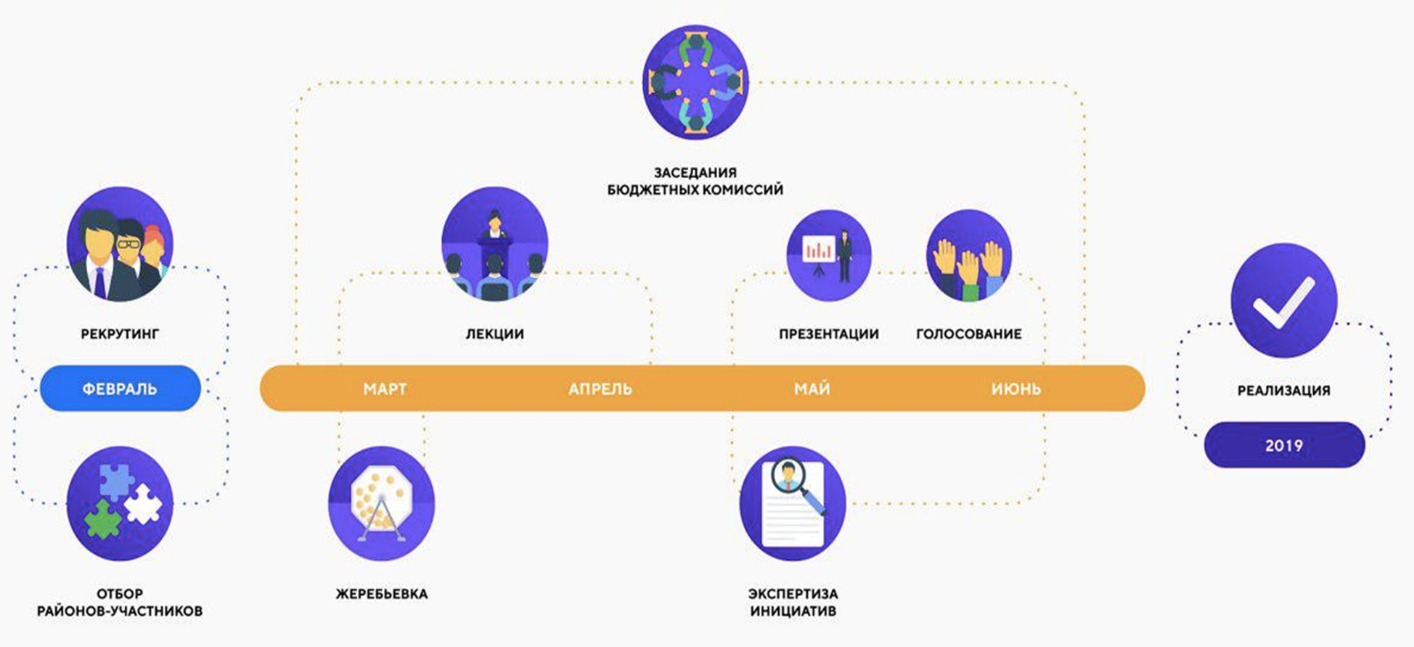 ЗАСЕДАНИЯ
БЮДЖЕТНЫХ КОМИССИЙ
РЕКРУТИНГ
ЛЕКЦИИ
ПРЕЗЕНТАЦИИ
ГОЛОСОВАНИЕ
ФЕВРАЛЬ
МАРТ
АПРЕЛЬ
МАЙ
ИЮНЬ
РЕАЛИЗАЦИЯ
2019
ОТБОР
РАЙОНОВ-УЧАСТНИКОВ
ЖЕРЕБЬЕВКА
ЭКСПЕРТИЗА
ИНИЦИАТИВ